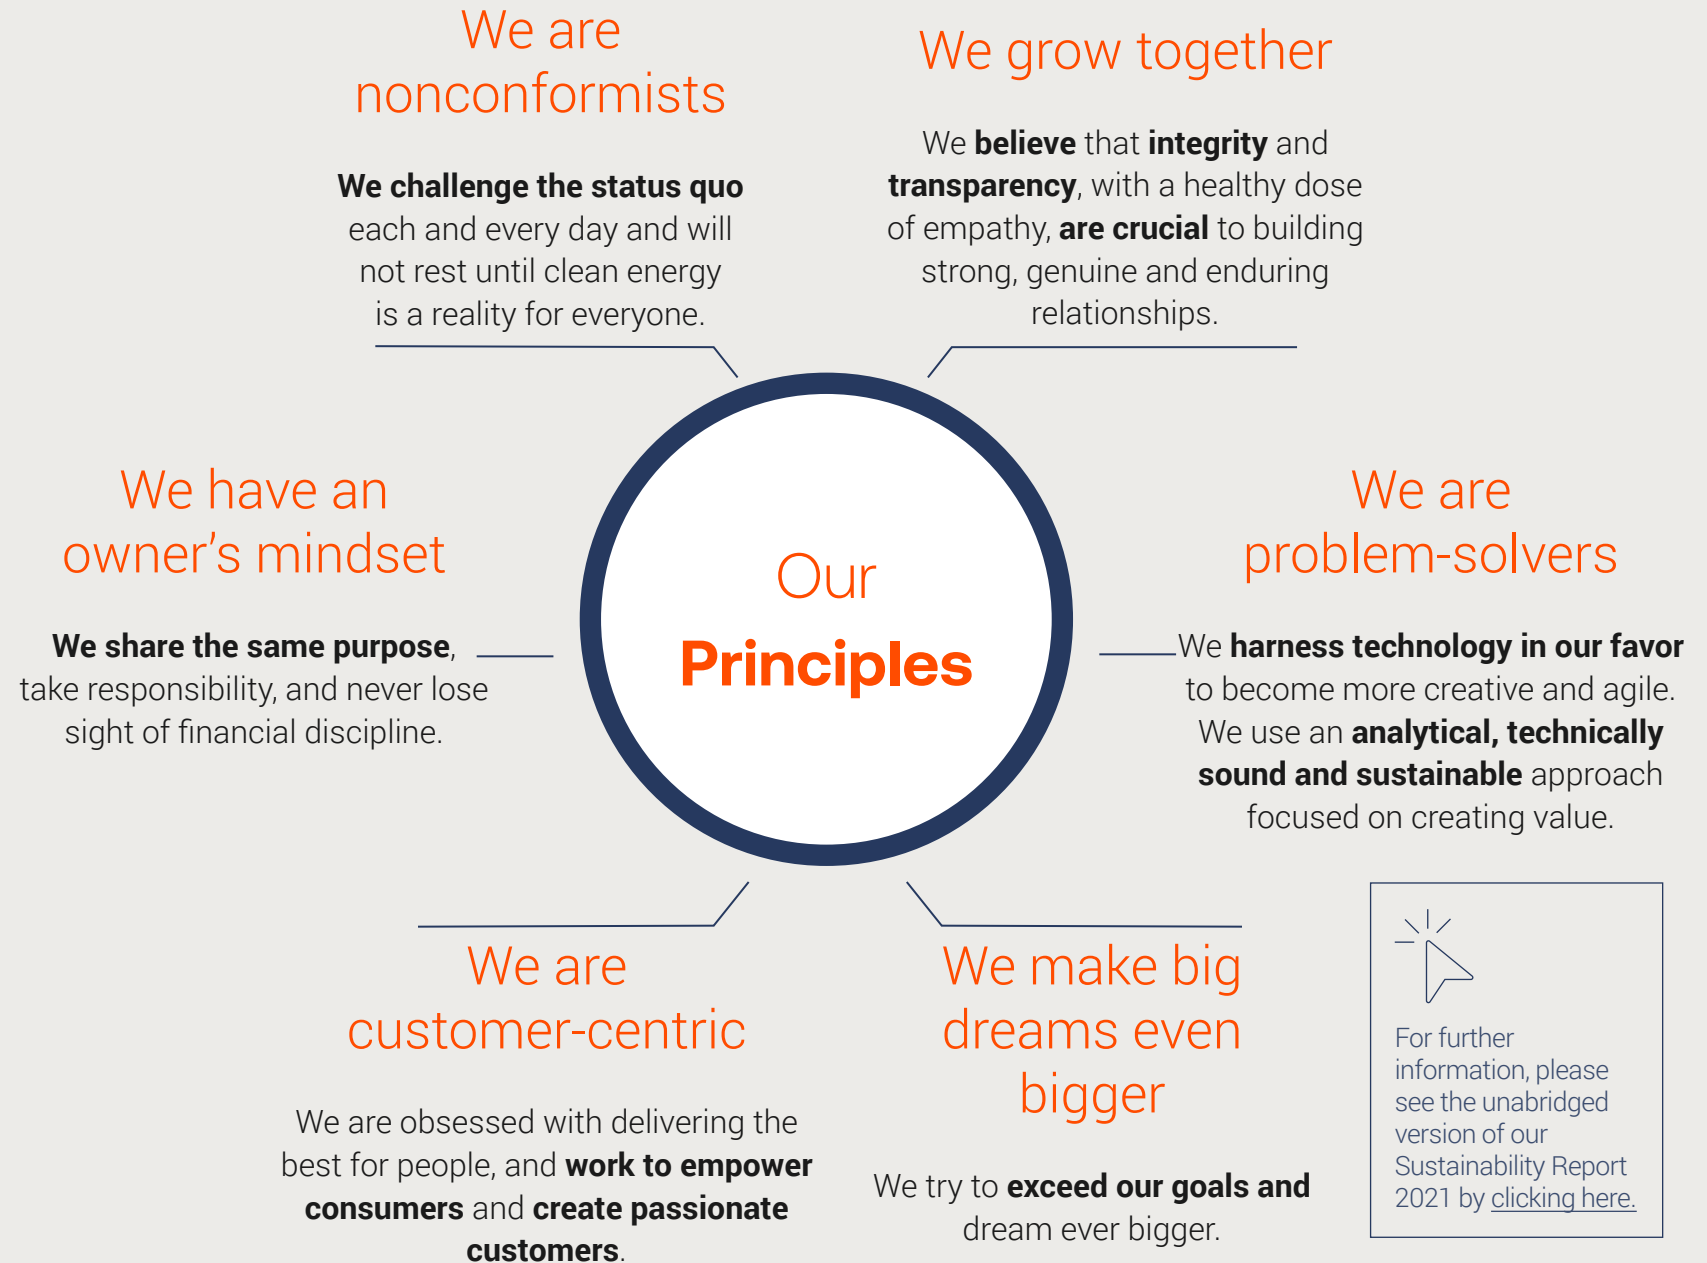 We are
nonconformists
We challenge the status quo
each and every day and will
not rest until clean energy
is a reality for everyone.
We grow together
We believe that integrity and
transparency, with a healthy dose
of empathy, are crucial to building
strong, genuine and enduring
relationships.
We have an
owner's mindset
We share the same purpose,
take responsibility, and never lose
sight of financial discipline.
Our
Principles
We are
problem-solvers
We harness technology in our favor
to become more creative and agile.
We use an analytical, technically
sound and sustainable approach
focused on creating value.
We are
customer-centric
We are obsessed with delivering the
best for people, and work to empower
consumers and create passionate
customers.
We make big
dreams even
bigger
We try to exceed our goals and
dream ever bigger.
For further
information, please
see the unabridged
version of our
Sustainability Report
2021 by clicking here.